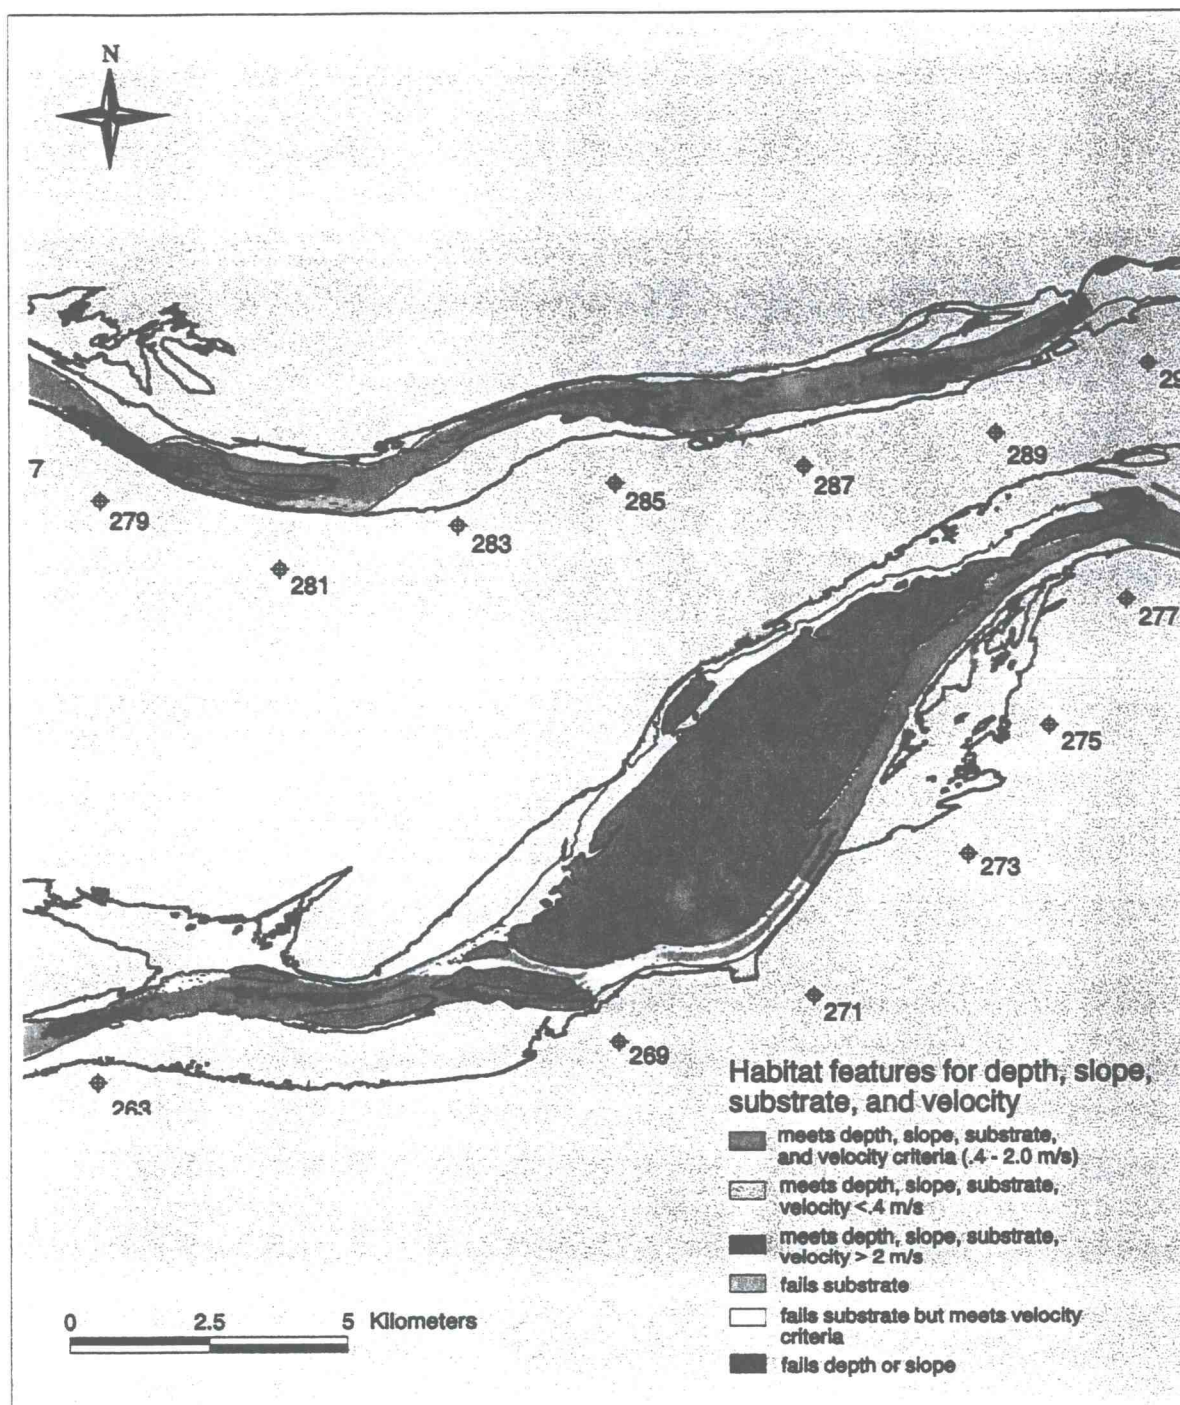 N
29
7
289
287
279
285
283
281
277
275
273
271
269
263
Habitat features for depth, slope,
substrate, and velocity
meets depth, slope, substrate,
and velocity criteria (.4 - 2.0 m/s)
meets depth, slope, substrate,
velocity <.4 m/s
meets depth, slope, substrate,
velocity > 2 m/s
fails substrate
fails substrate but meets velocity
criteria
fails depth or slope
0 2.5 5 Kilometers